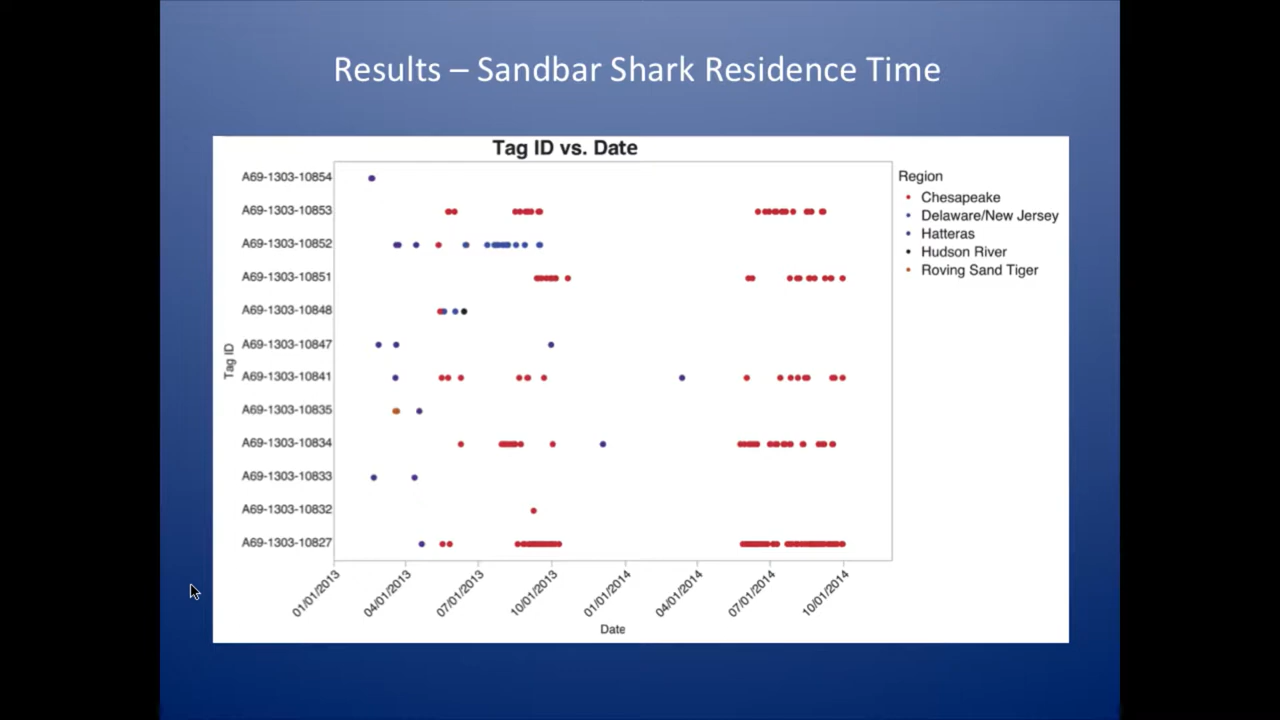 Results – Sandbar Shark Residence Time
Tag ID vs. Date
A69-1303-10854
A69-1303-10853
A69-1303-10852
A69-1303-10851
A69-1303-10848
A69-1303-10847
A69-1303-10841
A69-1303-10835
A69-1303-10834
A69-1303-10833
A69-1303-10832
A69-1303-10827
Tag ID
01/01/2013
04/01/2013
07/01/2013
10/01/2013
01/01/2014
04/01/2014
07/01/2014
10/01/2014
Date
Region
Chesapeake
Delaware/New Jersey
Hatteras
Hudson River
Roving Sand Tiger